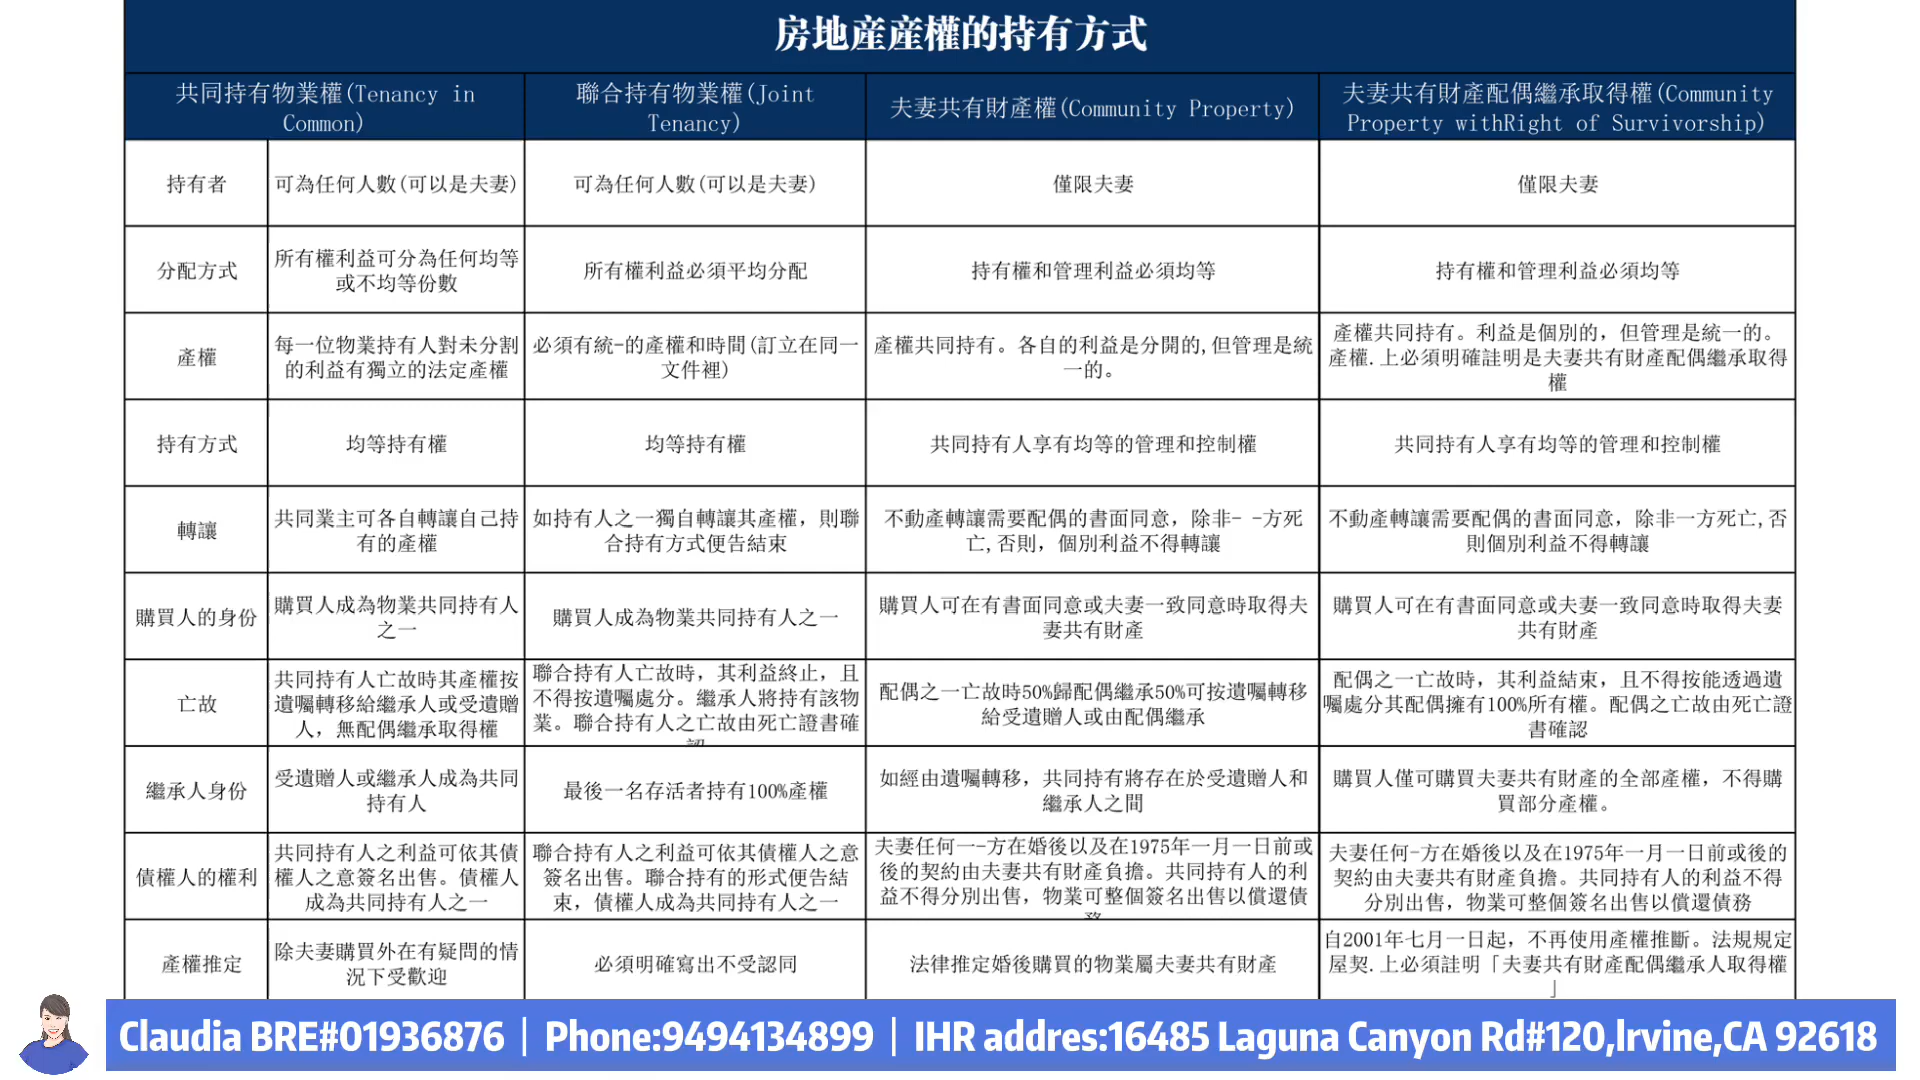 房地産産權的持有方式
共同持有物業權(Tenancy in
Common)
聯合持有物業權(Joint
Tenancy)
夫妻共有財產權(Community Property)
夫妻共有財產配偶繼承取得權(Community
Property withRight of Survivorship)
持有者
可為任何人數(可以是夫妻)
可為任何人數(可以是夫妻)
僅限夫妻
僅限夫妻
分配方式
所有權利益可分為任何均等
或不均等份數
所有權利益必須平均分配
持有權和管理利益必須均等
持有權和管理利益必須均等
產權
每一位物業持有人對未分割
的利益有獨立的法定產權
必須有統-的產權和時間(訂立在同一
文件裡)
產權共同持有。各自的利益是分開的,但管理是統
一的。
產權共同持有。利益是個別的，但管理是統一的。
產權.上必須明確註明是夫妻共有財產配偶繼承取得
權
持有方式
均等持有權
均等持有權
共同持有人享有均等的管理和控制權
共同持有人享有均等的管理和控制權
轉讓
共同業主可各自轉讓自己持
有的產權
如持有人之一獨自轉讓其產權，則聯
合持有方式便告結束
不動產轉讓需要配偶的書面同意，除非- -方死
亡,否則，個別利益不得轉讓
不動產轉讓需要配偶的書面同意，除非一方死亡,否
則個別利益不得轉讓
購買人的身份
購買人成為物業共同持有人
之一
購買人成為物業共同持有人之一
購買人可在有書面同意或夫妻一致同意時取得夫
妻共有財產
購買人可在有書面同意或夫妻一致同意時取得夫妻
共有財產
亡故
共同持有人亡故時其產權按
遺囑轉移給繼承人或受遺贈
人，無配偶繼承取得權
聯合持有人亡故時，其利益終止，且
不得按遺囑處分。繼承人將持有該物
業。聯合持有人之亡故由死亡證書確
配偶之一亡故時50%歸配偶繼承50%可按遺囑轉移
給受遺贈人或由配偶繼承
配偶之一亡故時，其利益結束，且不得按能透過遺
囑處分其配偶擁有100%所有權。配偶之亡故由死亡證
書確認
繼承人身份
受遺贈人或繼承人成為共同
持有人
最後一名存活者持有100%產權
如經由遺囑轉移，共同持有將存在於受遺贈人和
繼承人之間
購買人僅可購買夫妻共有財產的全部產權，不得購
買部分產權。
債權人的權利
共同持有人之利益可依其債
權人之意簽名出售。債權人
成為共同持有人之一
聯合持有人之利益可依其債權人之意
簽名出售。聯合持有的形式便告結
束，債權人成為共同持有人之一
夫妻任何一-方在婚後以及在1975年一月一日前或
後的契約由夫妻共有財產負擔。共同持有人的利
益不得分別出售，物業可整個簽名出售以償還債
夫妻任何-方在婚後以及在1975年一月一日前或後的
契約由夫妻共有財產負擔。共同持有人的利益不得
分別出售，物業可整個簽名出售以償還債務
產權推定
除夫妻購買外在有疑問的情
況下受歡迎
必須明確寫出不受認同
法律推定婚後購買的物業屬夫妻共有財產
自2001年七月一日起，不再使用產權推斷。法規規定
屋契.上必須註明「夫妻共有財產配偶繼承人取得權
」
Claudia BRE#01936876｜Phone:9494134899｜IHR addres:16485 Laguna Canyon Rd#120,lrvine,CA 92618